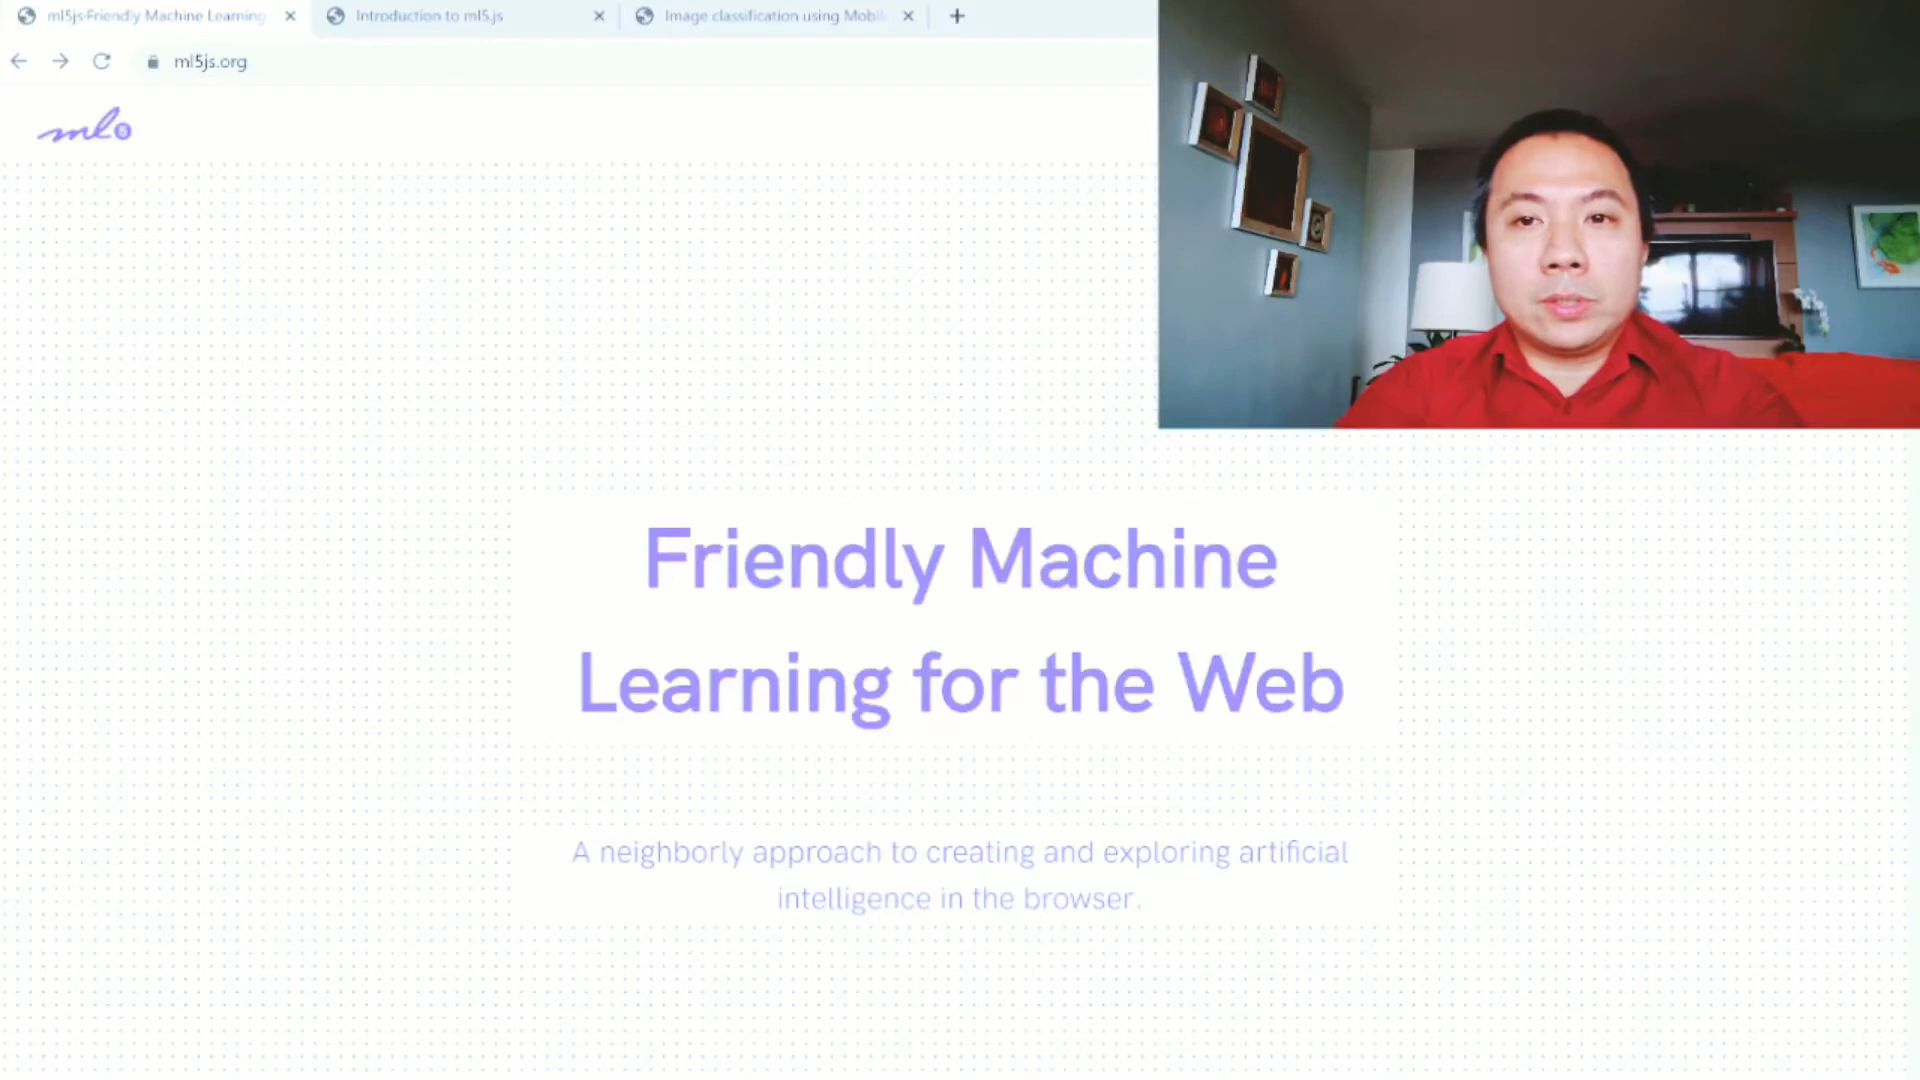 ml5js·Friendly Machine Learning
Introduction to ml5.js
Image classification using Mobil
ml5js.org
ml5
Friendly Machine
Learning for the Web
A neighborly approach to creating and exploring artificial
intelligence in the browser.